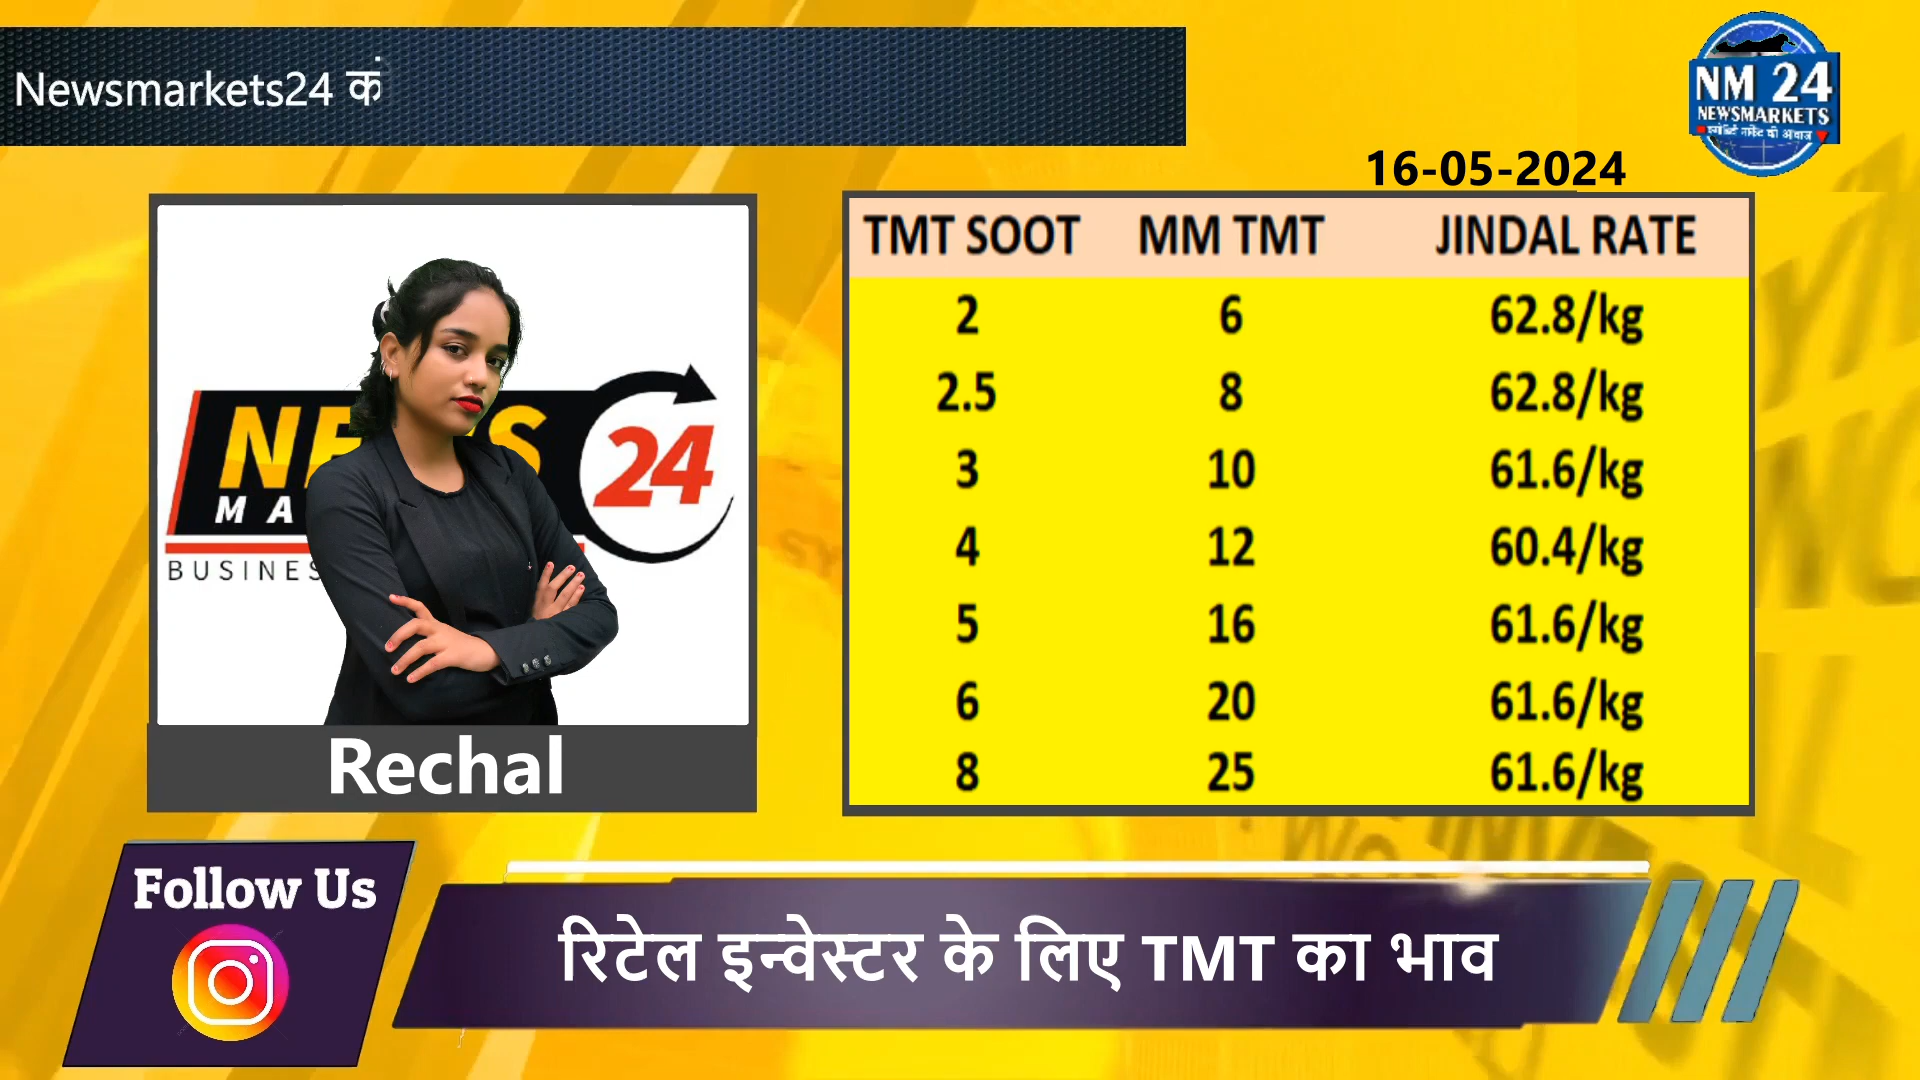 Newsmarkets24 कं
NM 24
NEWSMARKETS
16-05-2024
TMT SOOT MM TMT JINDAL RATE
2 6 62.8/kg
2.5 8 62.8/kg
3 10 61.6/kg
4 12 60.4/kg
5 16 61.6/kg
6 20 61.6/kg
8 25 61.6/kg
24
BUSINES
Rechal
Follow Us
रिटेल इन्वेस्टर के लिए TMT का भाव